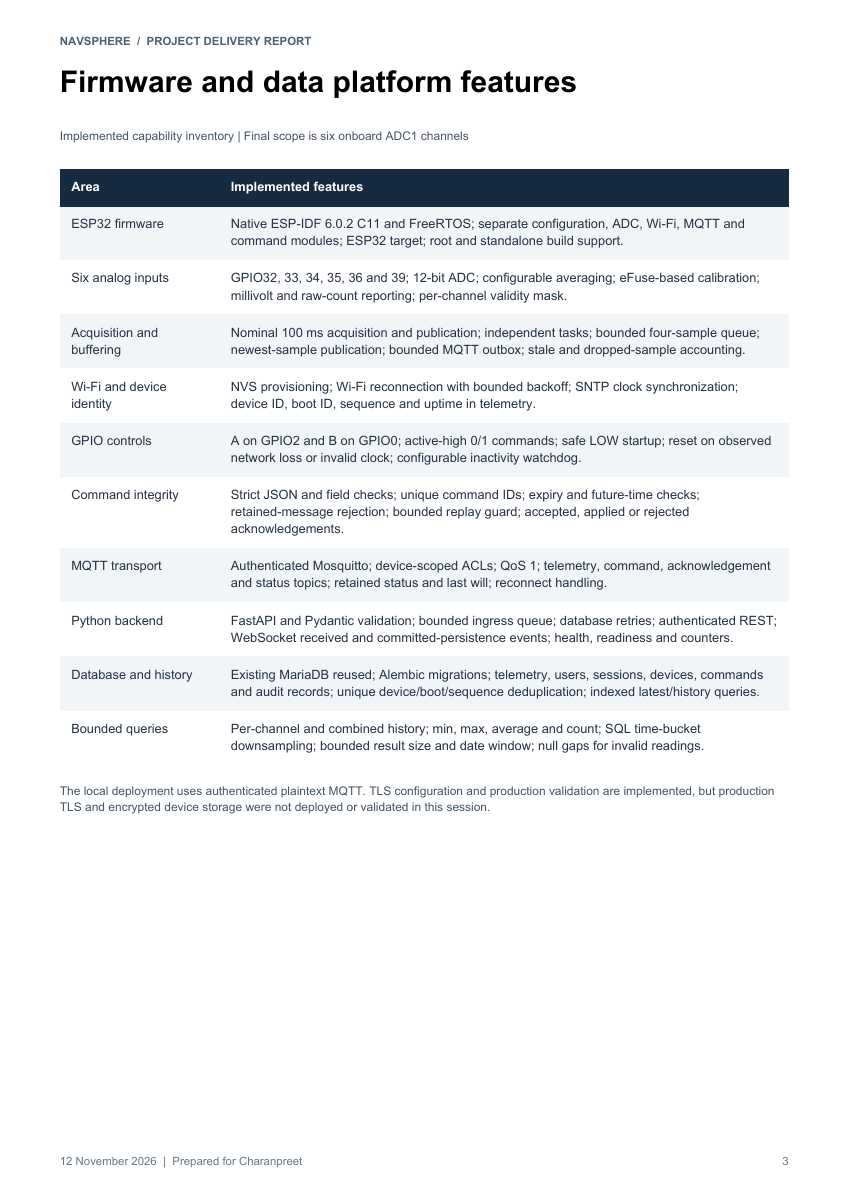 NAVSPHERE / PROJECT DELIVERY REPORT
Firmware and data platform features
Implemented capability inventory | Final scope is six onboard ADC1 channels
Area Implemented features
ESP32 firmware Native ESP-IDF 6.0.2 C11 and FreeRTOS; separate configuration, ADC, Wi-Fi, MQTT and
command modules; ESP32 target; root and standalone build support.
Six analog inputs GPIO32, 33, 34, 35, 36 and 39; 12-bit ADC; configurable averaging; eFuse-based calibration;
millivolt and raw-count reporting; per-channel validity mask.
Acquisition and Nominal 100 ms acquisition and publication; independent tasks; bounded four-sample queue;
buffering newest-sample publication; bounded MQTT outbox; stale and dropped-sample accounting.
Wi-Fi and device NVS provisioning; Wi-Fi reconnection with bounded backoff; SNTP clock synchronization;
identity device ID, boot ID, sequence and uptime in telemetry.
GPIO controls A on GPIO2 and B on GPIO0; active-high 0/1 commands; safe LOW startup; reset on observed
network loss or invalid clock; configurable inactivity watchdog.
Command integrity Strict JSON and field checks; unique command IDs; expiry and future-time checks;
retained-message rejection; bounded replay guard; accepted, applied or rejected
acknowledgements.
MQTT transport Authenticated Mosquitto; device-scoped ACLs; QoS 1; telemetry, command, acknowledgement
and status topics; retained status and last will; reconnect handling.
Python backend FastAPI and Pydantic validation; bounded ingress queue; database retries; authenticated REST;
WebSocket received and committed-persistence events; health, readiness and counters.
Database and history Existing MariaDB reused; Alembic migrations; telemetry, users, sessions, devices, commands
and audit records; unique device/boot/sequence deduplication; indexed latest/history queries.
Bounded queries Per-channel and combined history; min, max, average and count; SQL time-bucket
downsampling; bounded result size and date window; null gaps for invalid readings.
The local deployment uses authenticated plaintext MQTT. TLS configuration and production validation are implemented, but production
TLS and encrypted device storage were not deployed or validated in this session.
12 November 2026 | Prepared for Charanpreet 3